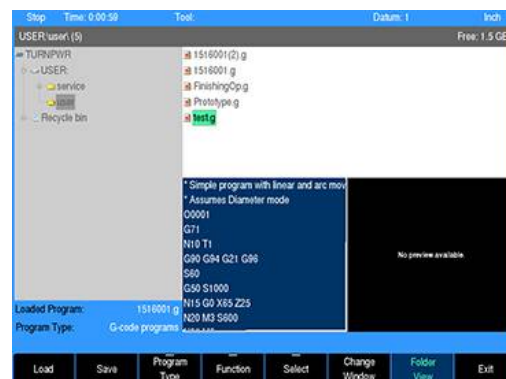 Stop Time: 0:00:59 Tool: Datum: 1 Inch
USER:\user\ (5) Free: 1.5 GB
TURNPWR
USER:
service
user
Recycle bin
1516001(2).g
1516001.g
FinishingOp.g
Prototype.g
test.g
* Simple program with linear and arc mov
* Assumes Diameter mode
O0001
G71
N10 T1
G90 G94 G21 G96
S60
G50 S1000
N15 G0 X65 Z25
N20 M3 S600
No preview available.
Loaded Program: 1516001.g
Program Type: G-code programs
Load
Save
Program Type
Function
Select
Change Window
Folder View
Exit